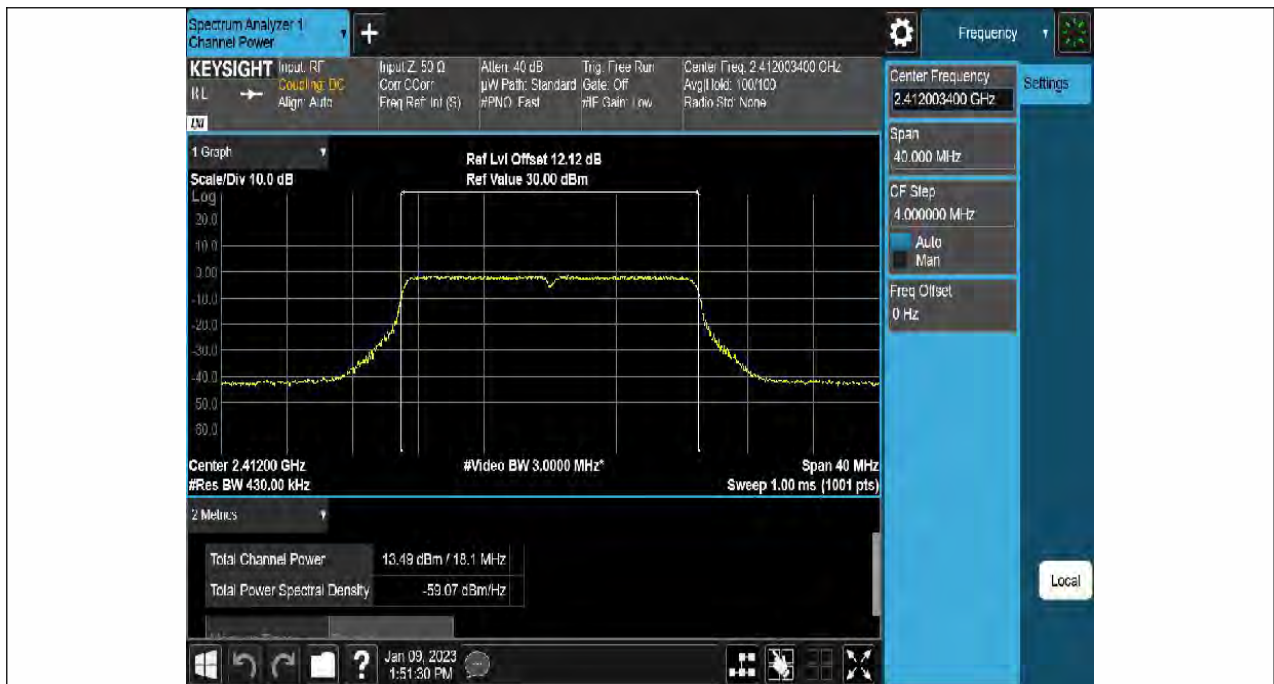 Spectrum Analyzer 1
Channel Power
+
Frequency
KEYSIGHT
Input: RF
Coupling: DC
Align: Auto
Input Z: 50 Ω
Corr CCorr
Freq Ref: Int (S)
Atten: 40 dB
µW Path: Standard
#PNO: Fast
Trig: Free Run
Gate: Off
#IF Gain: Low
Center Freq: 2.412003400 GHz
Avg|Hold: 100/100
Radio Std: None
RL
LXI
Center Frequency
2.412003400 GHz
Settings
Span
40.000 MHz
CF Step
4.000000 MHz
Auto
Man
Freq Offset
0 Hz
1 Graph
Ref Lvl Offset 12.12 dB
Scale/Div 10.0 dB
Ref Value 30.00 dBm
Log
20.0
10.0
0.00
-10.0
-20.0
-30.0
-40.0
-50.0
-60.0
Center 2.41200 GHz
#Video BW 3.0000 MHz*
Span 40 MHz
#Res BW 430.00 kHz
Sweep 1.00 ms (1001 pts)
2 Metrics
Total Channel Power 13.49 dBm / 18.1 MHz
Total Power Spectral Density -59.07 dBm/Hz
Local
?
Jan 09, 2023
1:51:30 PM